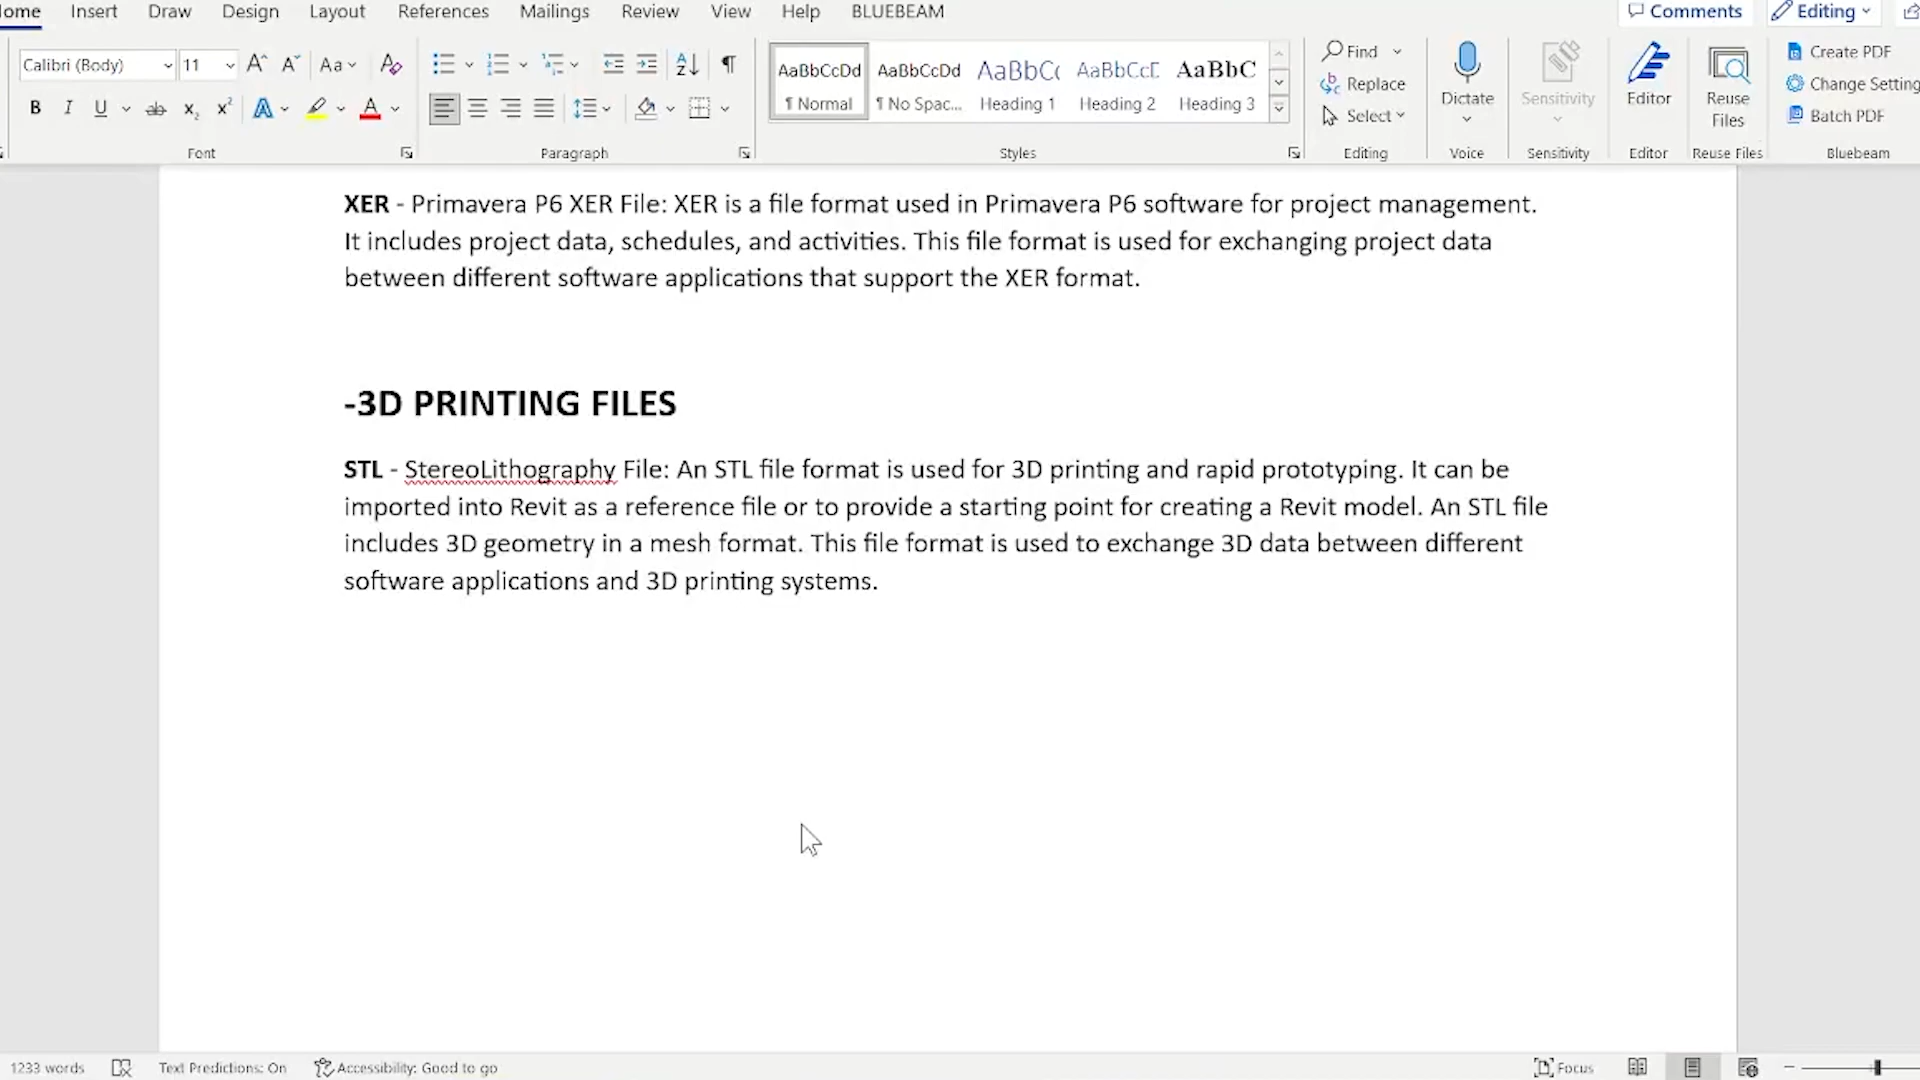 ome Insert Draw Design Layout References Mailings Review View Help BLUEBEAM Comments Editing
Calibri (Body) 11 Aa
AaBbCcDd AaBbCcDd AaBbC AaBbCcD AaBbC
Normal No Spac... Heading 1 Heading 2 Heading 3
Find
Replace
Select
Dictate
Sensitivity
Editor
Reuse
Files
Create PDF
Change Setting
Batch PDF
Font Paragraph Styles Editing Voice Sensitivity Editor Reuse Files Bluebeam
XER - Primavera P6 XER File: XER is a file format used in Primavera P6 software for project management.
It includes project data, schedules, and activities. This file format is used for exchanging project data
between different software applications that support the XER format.
-3D PRINTING FILES
STL - StereoLithography File: An STL file format is used for 3D printing and rapid prototyping. It can be
imported into Revit as a reference file or to provide a starting point for creating a Revit model. An STL file
includes 3D geometry in a mesh format. This file format is used to exchange 3D data between different
software applications and 3D printing systems.
1233 words Text Predictions: On Accessibility: Good to go Focus